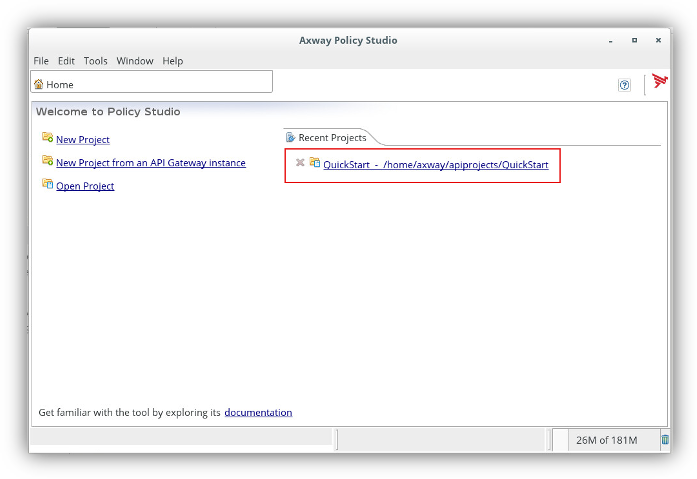 Axway Policy Studio
File Edit Tools Window Help
Home
Welcome to Policy Studio
New Project
New Project from an API Gateway instance
Open Project
Recent Projects
QuickStart - /home/axway/apiprojects/QuickStart
Get familiar with the tool by exploring its documentation
26M of 181M